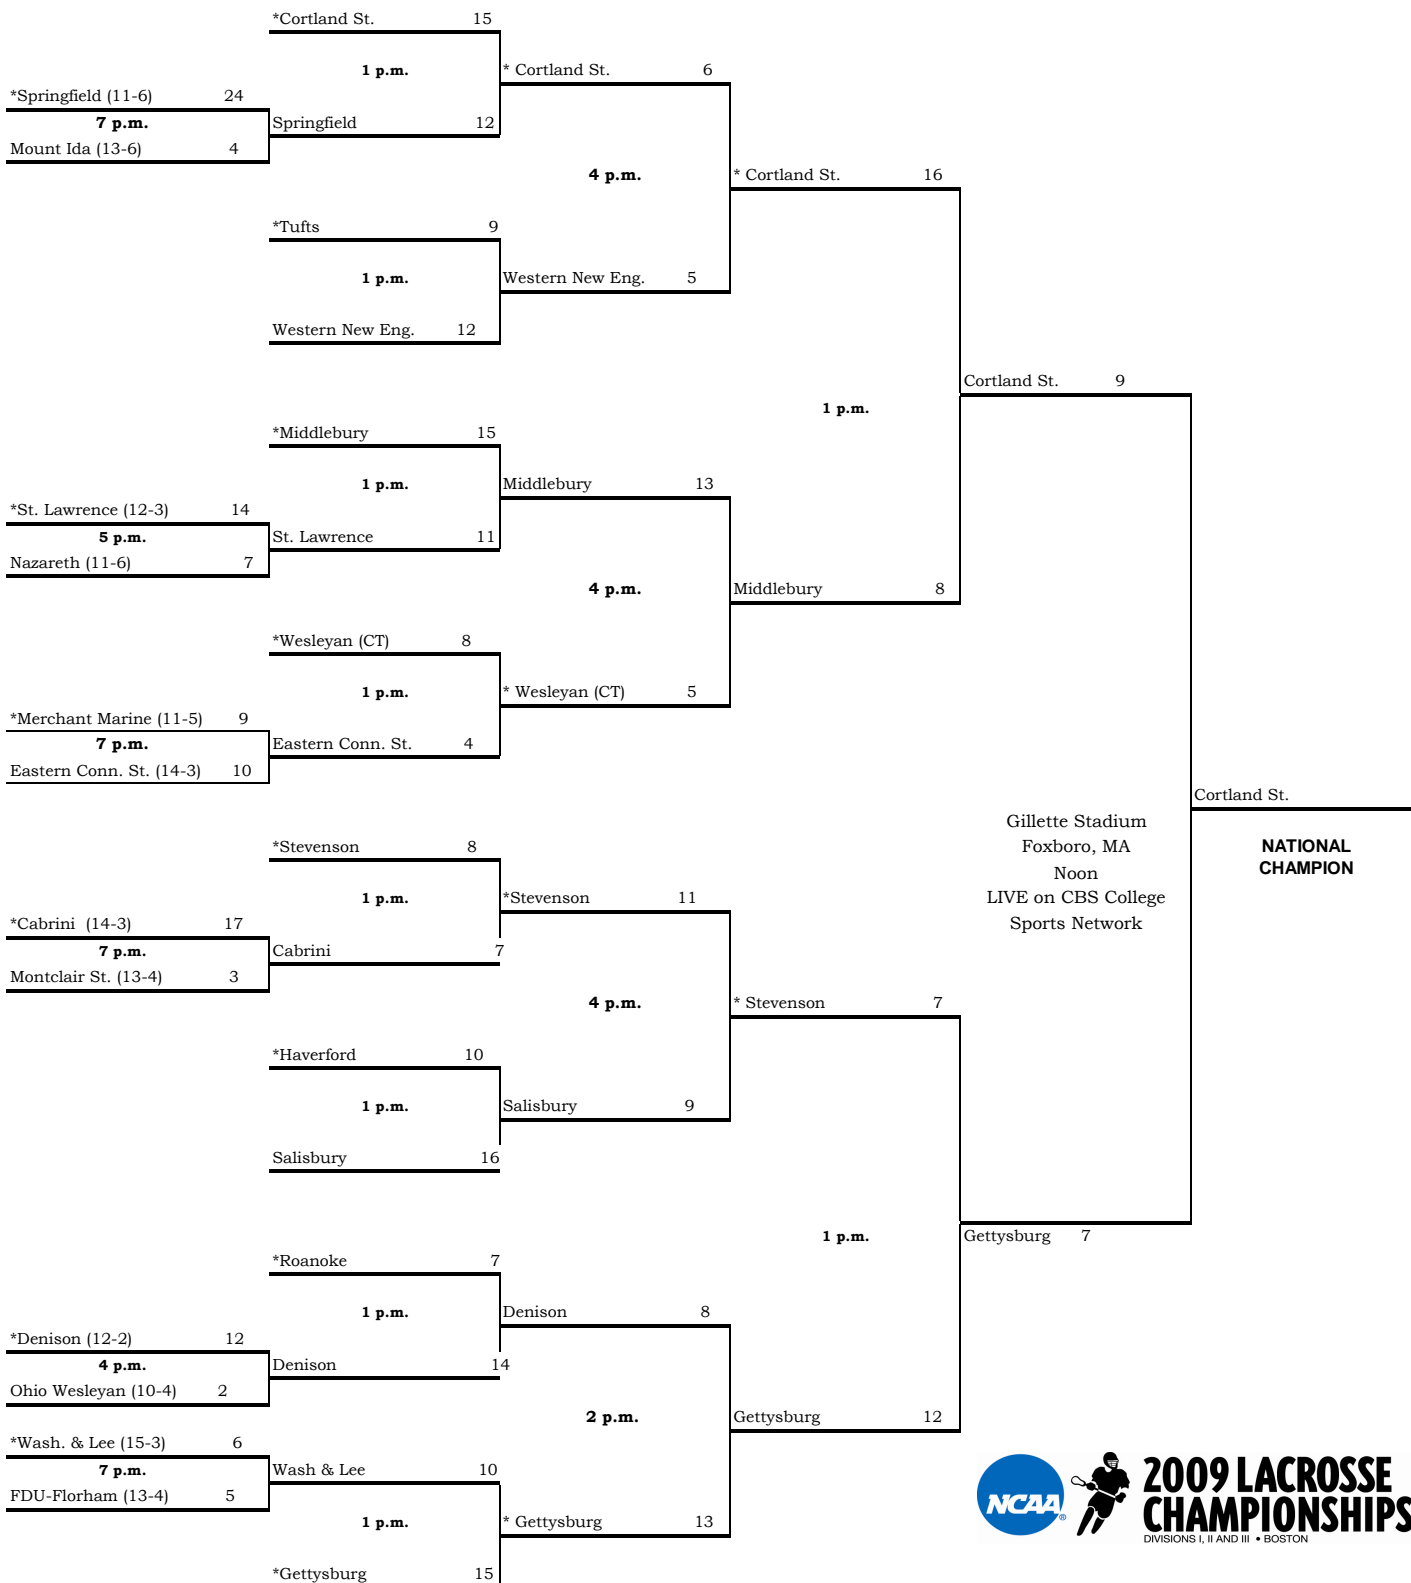 *Cortland St. 15
1 p.m.
* Cortland St. 6
*Springfield (11-6) 24
7 p.m.
Springfield 12
Mount Ida (13-6) 4
4 p.m.
* Cortland St. 16
*Tufts 9
1 p.m.
Western New Eng. 5
Western New Eng. 12
Cortland St. 9
1 p.m.
*Middlebury 15
1 p.m.
Middlebury 13
*St. Lawrence (12-3) 14
5 p.m.
St. Lawrence 11
Nazareth (11-6) 7
4 p.m.
Middlebury 8
*Wesleyan (CT) 8
1 p.m.
* Wesleyan (CT) 5
*Merchant Marine (11-5) 9
7 p.m.
Eastern Conn. St. 4
Eastern Conn. St. (14-3) 10
Cortland St.
Gillette Stadium
Foxboro, MA
Noon
LIVE on CBS College
Sports Network
NATIONAL
CHAMPION
*Stevenson 8
1 p.m.
*Stevenson 11
*Cabrini (14-3) 17
7 p.m.
Cabrini 7
Montclair St. (13-4) 3
4 p.m.
* Stevenson 7
*Haverford 10
1 p.m.
Salisbury 9
Salisbury 16
1 p.m.
Gettysburg 7
*Roanoke 7
1 p.m.
Denison 8
*Denison (12-2) 12
4 p.m.
Denison 14
Ohio Wesleyan (10-4) 2
2 p.m.
Gettysburg 12
*Wash. & Lee (15-3) 6
7 p.m.
Wash & Lee 10
FDU-Florham (13-4) 5
1 p.m.
* Gettysburg 13
*Gettysburg 15
NCAA®
2009 LACROSSE
CHAMPIONSHIPS
DIVISIONS I, II AND III • BOSTON